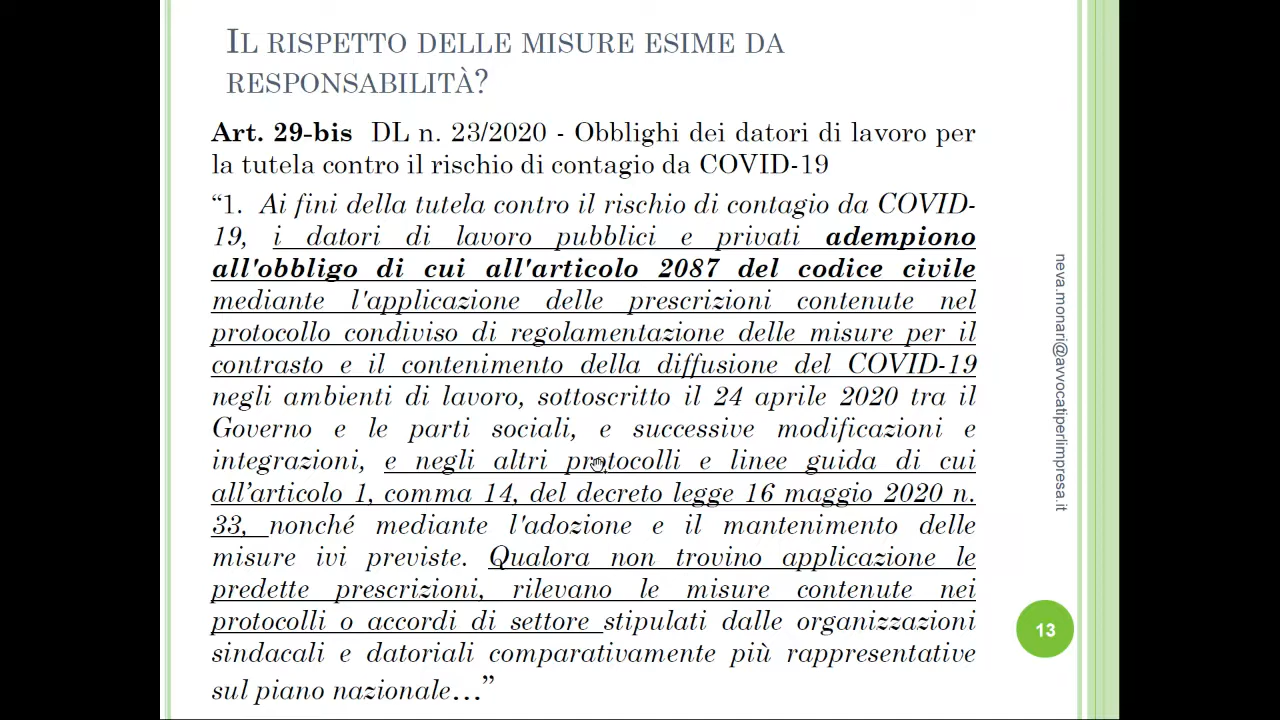 IL RISPETTO DELLE MISURE ESIME DA
RESPONSABILITÀ?
Art. 29-bis DL n. 23/2020 - Obblighi dei datori di lavoro per
la tutela contro il rischio di contagio da COVID-19
“1. Ai fini della tutela contro il rischio di contagio da COVID-
19, i datori di lavoro pubblici e privati adempiono
all'obbligo di cui all'articolo 2087 del codice civile
mediante l'applicazione delle prescrizioni contenute nel
protocollo condiviso di regolamentazione delle misure per il
contrasto e il contenimento della diffusione del COVID-19
negli ambienti di lavoro, sottoscritto il 24 aprile 2020 tra il
Governo e le parti sociali, e successive modificazioni e
integrazioni, e negli altri protocolli e linee guida di cui
all’articolo 1, comma 14, del decreto legge 16 maggio 2020 n.
33, nonché mediante l'adozione e il mantenimento delle
misure ivi previste. Qualora non trovino applicazione le
predette prescrizioni, rilevano le misure contenute nei
protocolli o accordi di settore stipulati dalle organizzazioni
sindacali e datoriali comparativamente più rappresentative
sul piano nazionale…”
neva.monari@avvocatiperlimpresa.it
13